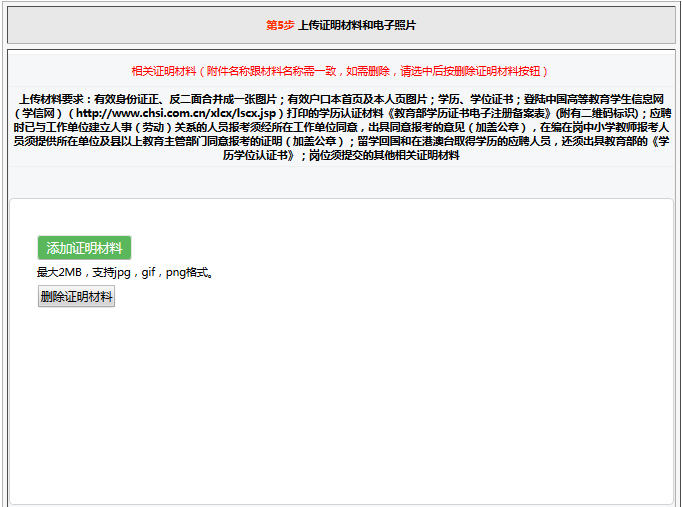 第5步 上传证明材料和电子照片
相关证明材料（附件名称跟材料名称需一致，如需删除，请选中后按删除证明材料按钮）
上传材料要求：有效身份证正、反二面合并成一张图片；有效户口本首页及本人页图片；学历、学位证书；登陆中国高等教育学生信息网
（学信网）（http://www.chsi.com.cn/xlcx/lscx.jsp）打印的学历认证材料《教育部学历证书电子注册备案表》(附有二维码标识)；应聘
时已与工作单位建立人事（劳动）关系的人员报考须经所在工作单位同意，出具同意报考的意见（加盖公章），在编在岗中小学教师报考人
员须提供所在单位及县以上教育主管部门同意报考的证明（加盖公章）；留学回国和在港澳台取得学历的应聘人员，还须出具教育部的《学
历学位认证书》；岗位须提交的其他相关证明材料
添加证明材料
最大2MB，支持jpg，gif，png格式。
删除证明材料